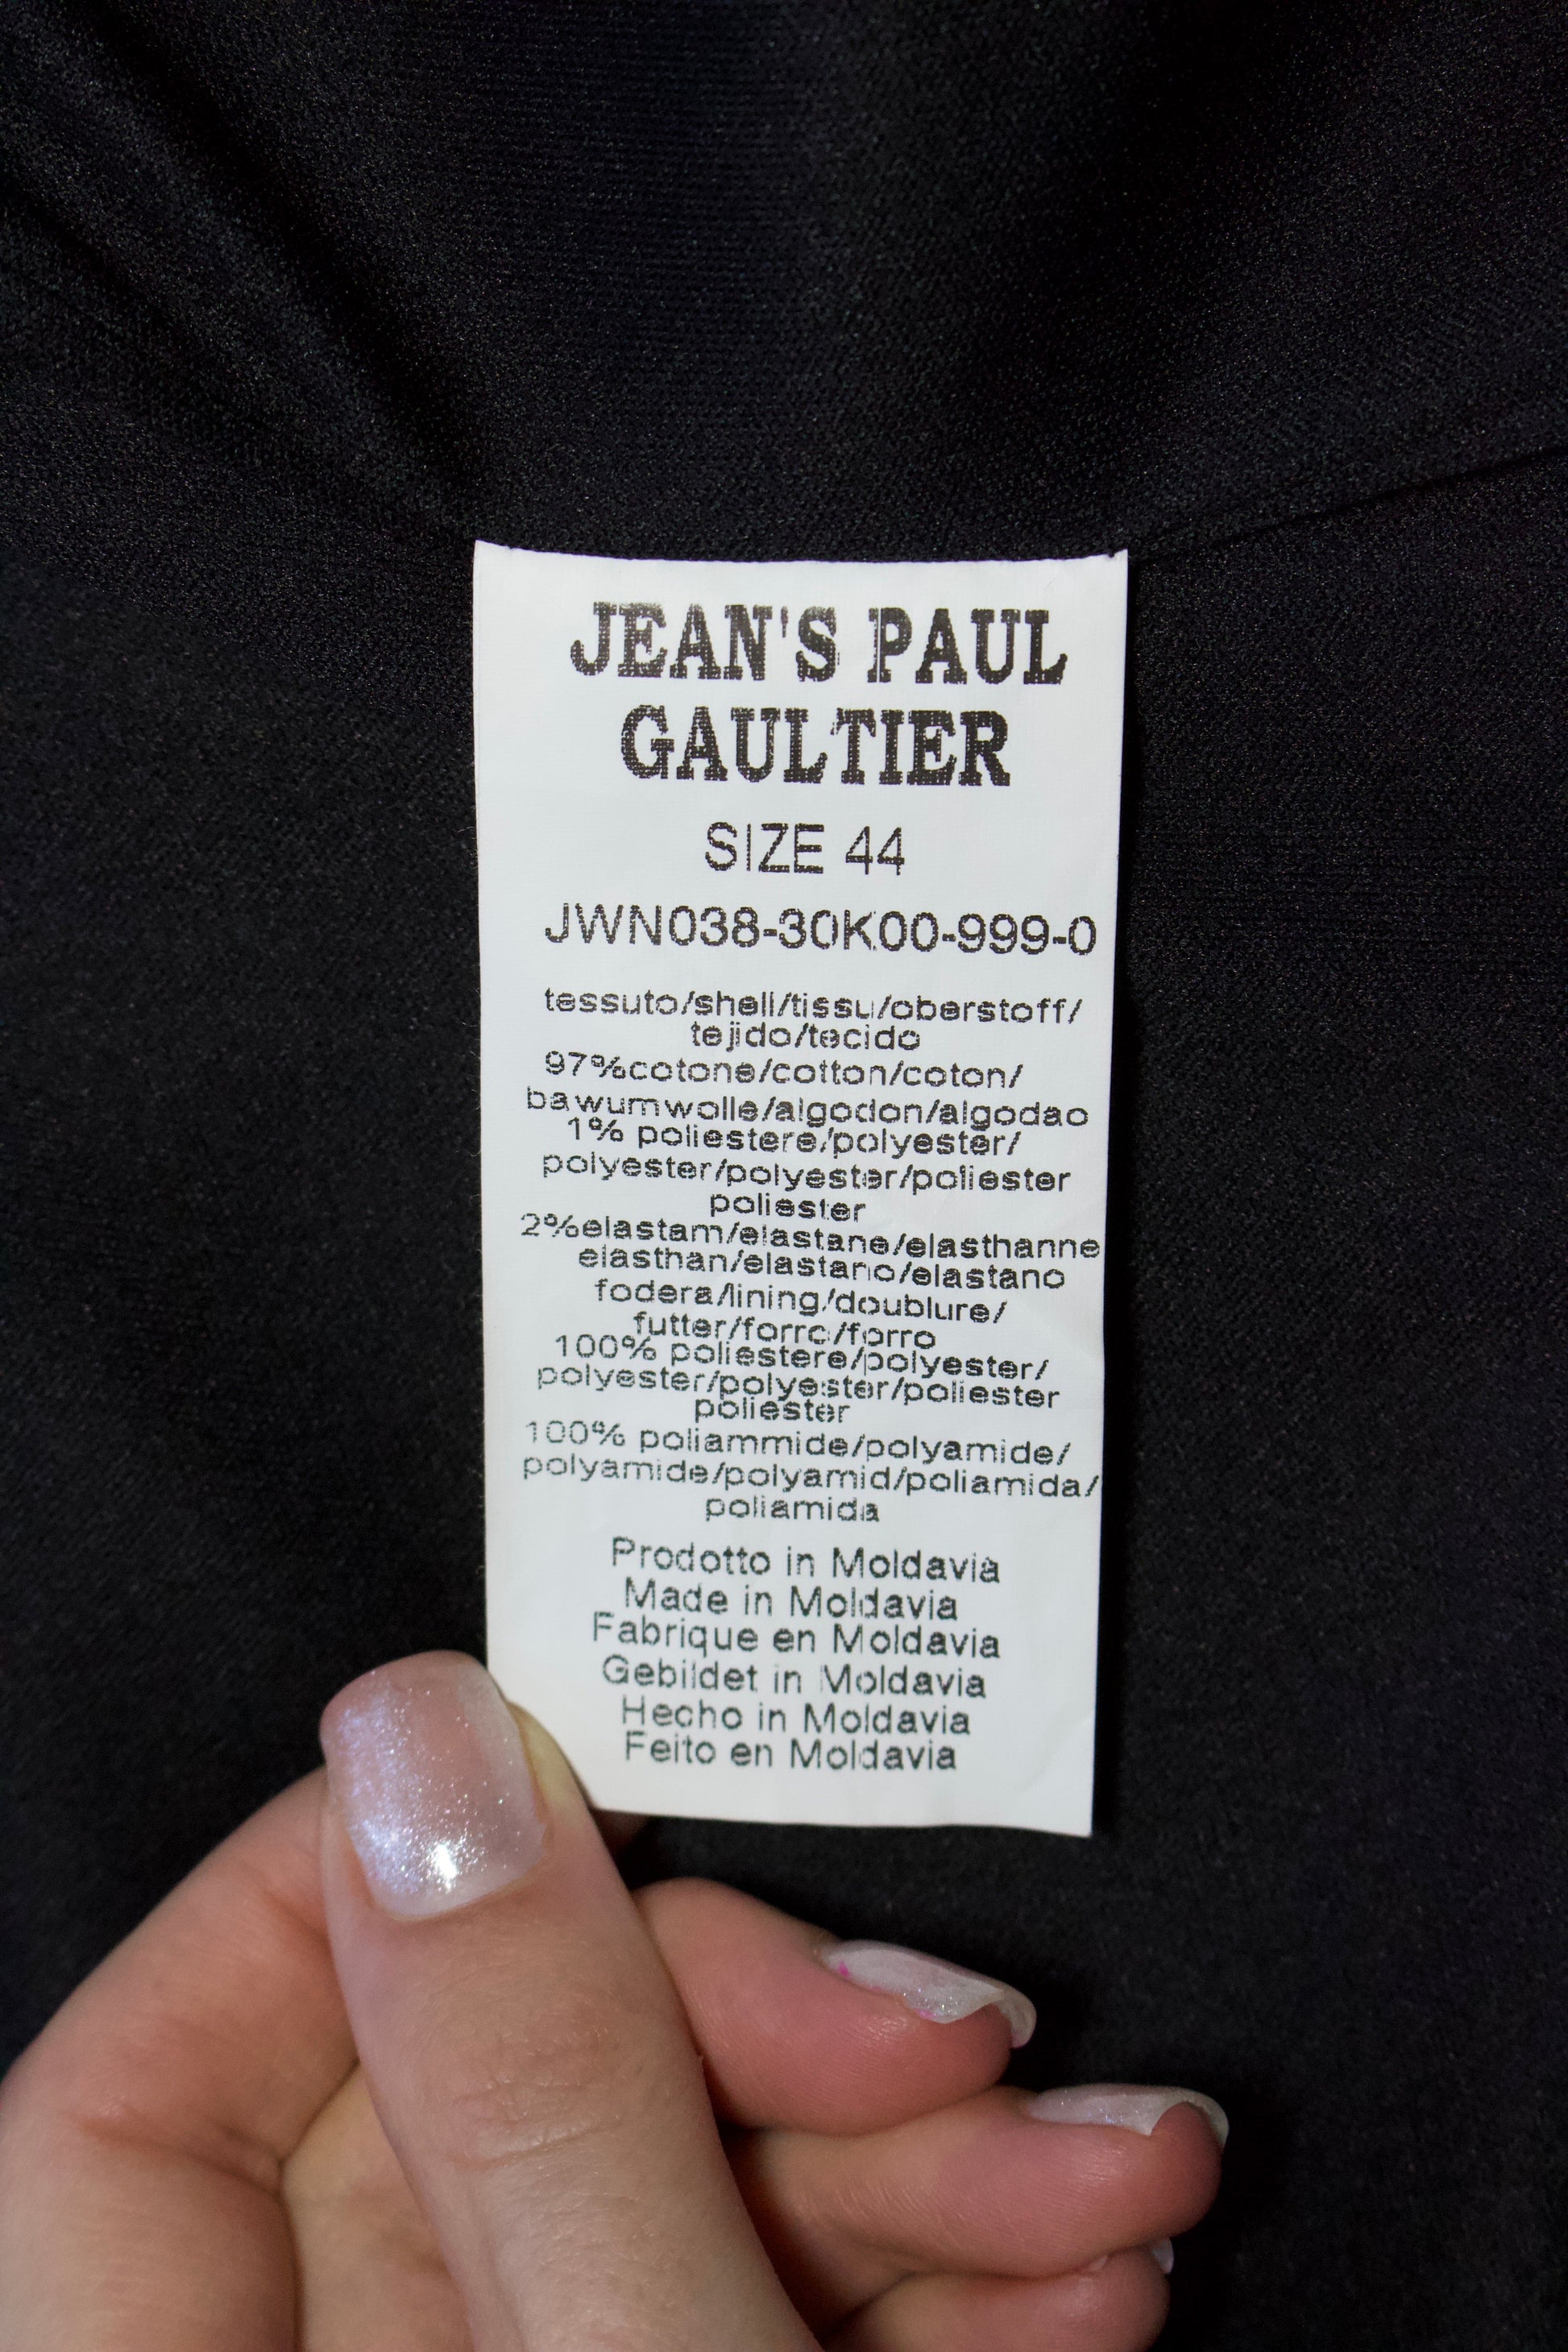 JEAN'S PAUL
GAULTIER
SIZE 44
JWN038-30K00-999-0
tessuto/shell/tissu/oberstoff/
tejido/tecido
97%cotone/cotton/coton/
bawumwolle/algodon/algodao
1% poliestere/polyester/
polyester/polyester/poliester
poliester
2%elastam/elastane/elasthanne
elasthan/elastano/elastano
fodera/lining/doublure/
futter/forro/forro
100% poliestere/polyester/
polyester/polyester/poliester
poliester
100% poliammide/polyamide/
polyamide/polyamid/poliamida/
poliamida
Prodotto in Moldavia
Made in Moldavia
Fabrique en Moldavia
Gebildet in Moldavia
Hecho in Moldavia
Feito en Moldavia